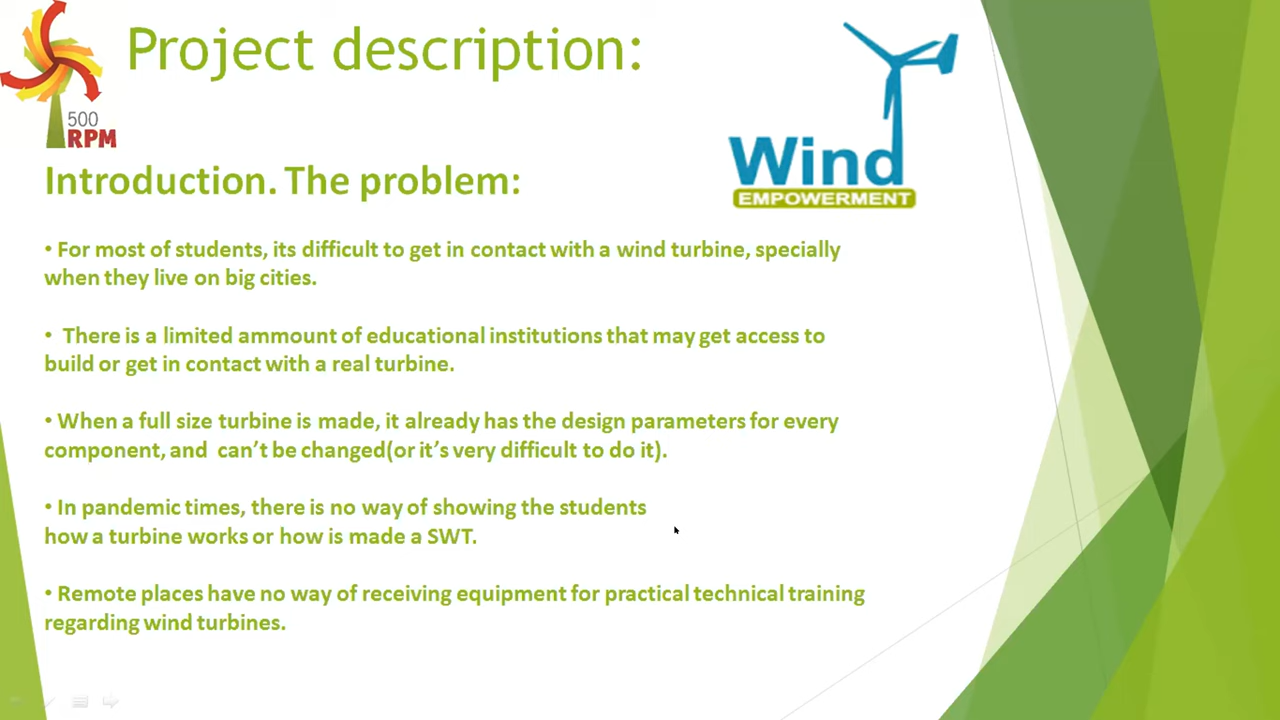 Project description:
500
RPM
Wind
EMPOWERMENT
Introduction. The problem:
• For most of students, its difficult to get in contact with a wind turbine, specially
when they live on big cities.
• There is a limited ammount of educational institutions that may get access to
build or get in contact with a real turbine.
• When a full size turbine is made, it already has the design parameters for every
component, and can’t be changed(or it’s very difficult to do it).
• In pandemic times, there is no way of showing the students
how a turbine works or how is made a SWT.
• Remote places have no way of receiving equipment for practical technical training
regarding wind turbines.